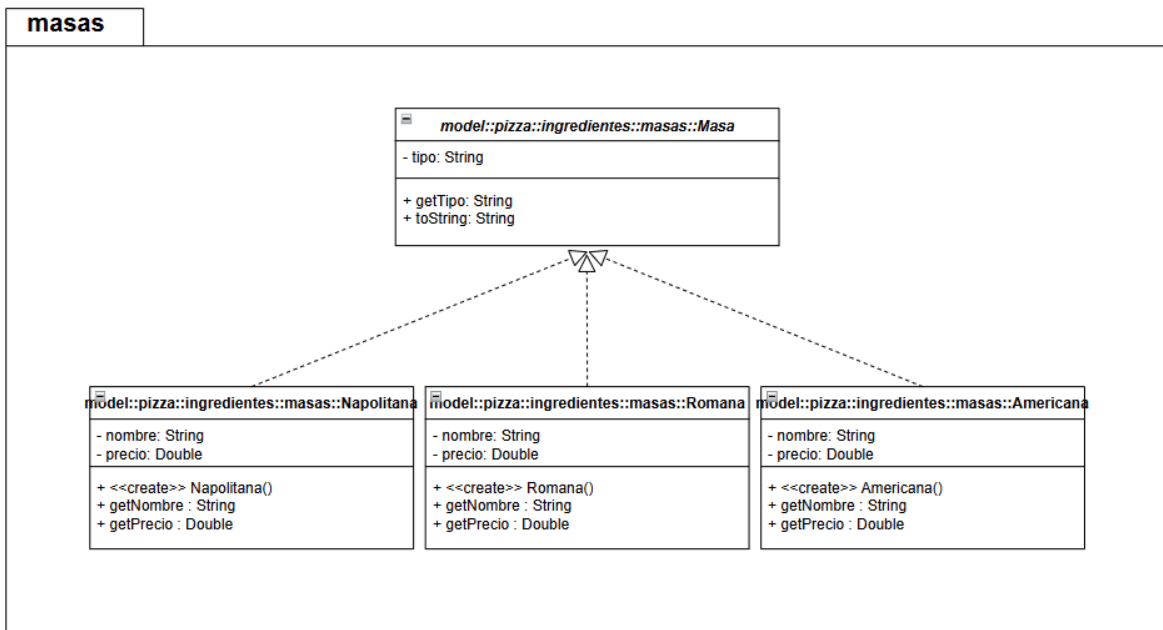 masas
model::pizza::ingredientes::masas::Masa
- tipo: String
+ getTipo: String
+ toString: String
model::pizza::ingredientes::masas::Napolitana
- nombre: String
- precio: Double
+ <<create>> Napolitana()
+ getNombre : String
+ getPrecio : Double
model::pizza::ingredientes::masas::Romana
- nombre: String
- precio: Double
+ <<create>> Romana()
+ getNombre : String
+ getPrecio : Double
model::pizza::ingredientes::masas::Americana
- nombre: String
- precio: Double
+ <<create>> Americana()
+ getNombre : String
+ getPrecio : Double